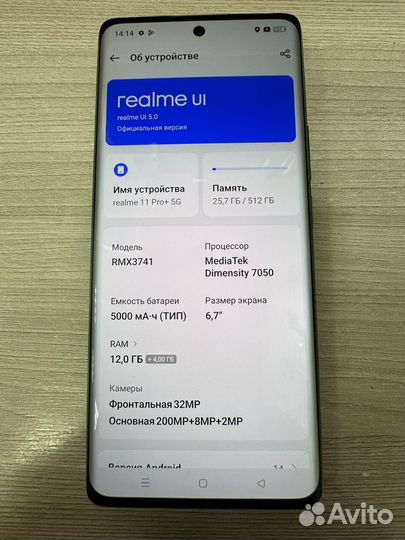 14:14
Об устройстве
realme UI
realme UI 5.0
Официальная версия
Имя устройства
realme 11 Pro+ 5G
Память
25,7 ГБ / 512 ГБ
Модель
RMX3741
Процессор
MediaTek
Dimensity 7050
Емкость батареи
5000 мА·ч (ТИП)
Размер экрана
6,7"
RAM >
12,0 ГБ +4,00 ГБ
Камеры
Фронтальная 32MP
Основная 200MP+8MP+2MP
Версия Android 14 >
Avito